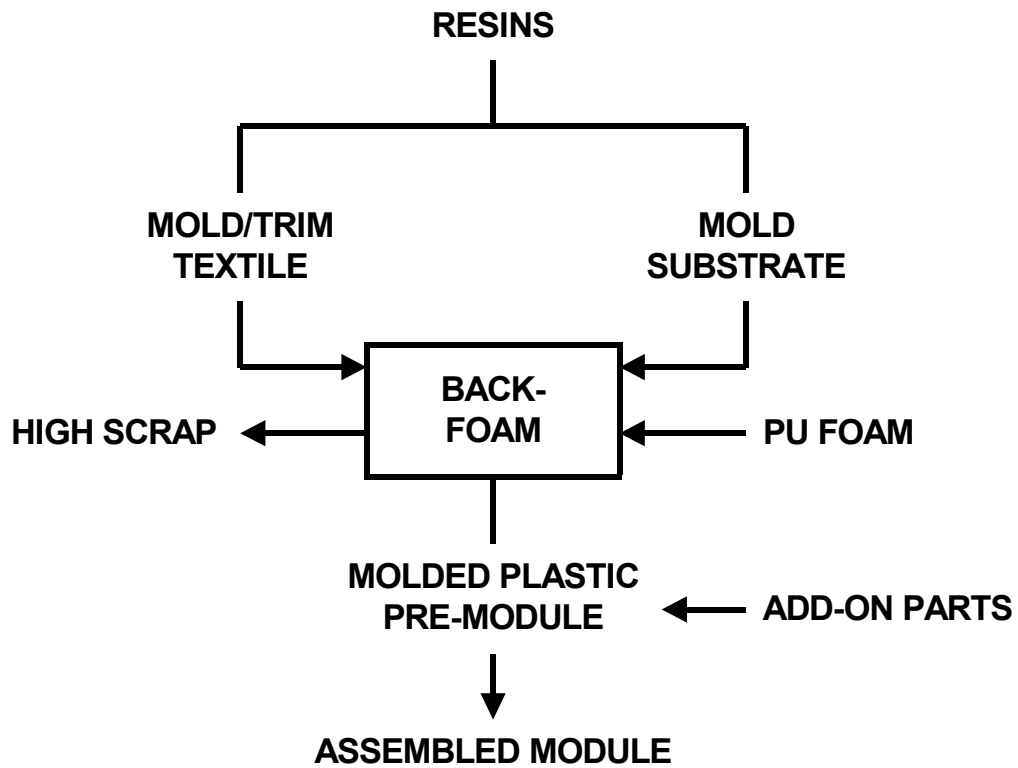 RESINS
MOLD/TRIM
TEXTILE
MOLD
SUBSTRATE
BACK-
FOAM
HIGH SCRAP
PU FOAM
MOLDED PLASTIC
PRE-MODULE
ADD-ON PARTS
ASSEMBLED MODULE